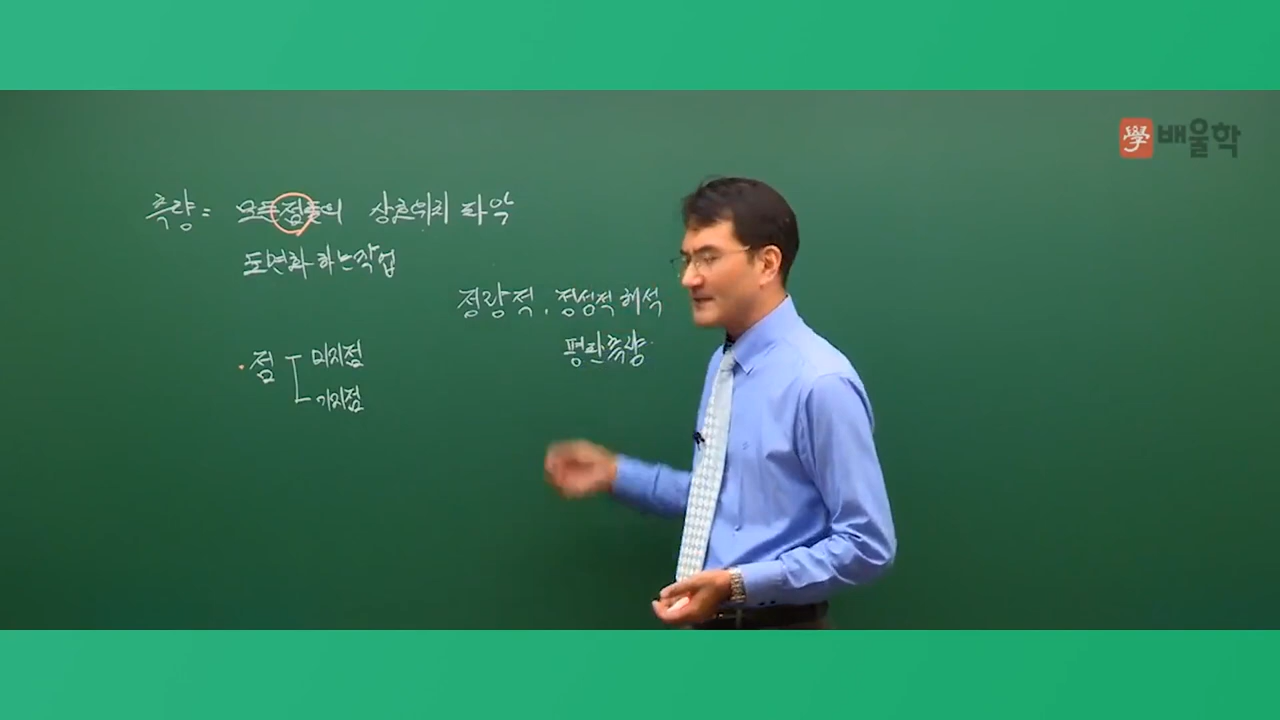 學 배울학
측량 = 모든 점들의 상호위치 파악
도면화 하는 작업
정량적, 정성적 해석
평판측량
· 점 미지점
기지점